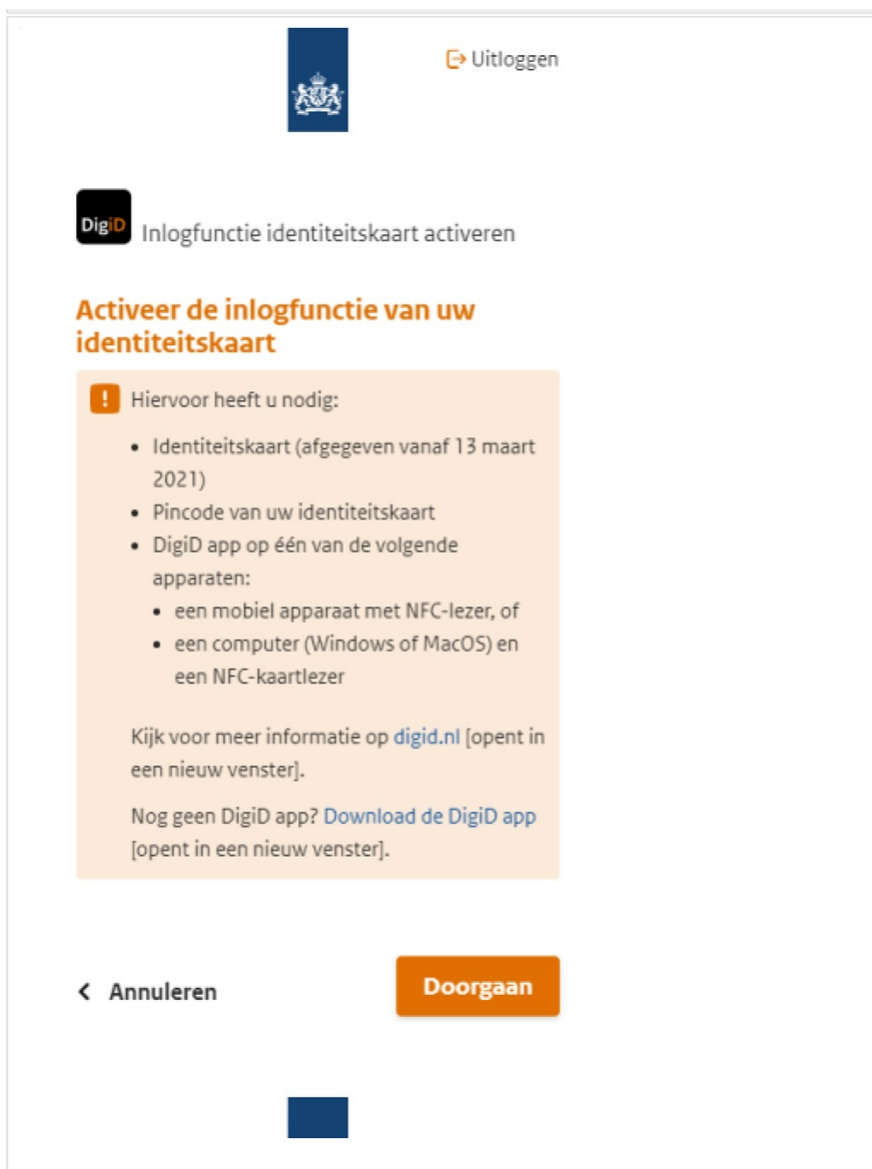 Uitloggen
DigiD Inlogfunctie identiteitskaart activeren
Activeer de inlogfunctie van uw
identiteitskaart
! Hiervoor heeft u nodig:
• Identiteitskaart (afgegeven vanaf 13 maart
2021)
• Pincode van uw identiteitskaart
• DigiD app op één van de volgende
apparaten:
• een mobiel apparaat met NFC-lezer, of
• een computer (Windows of MacOS) en
een NFC-kaartlezer
Kijk voor meer informatie op digid.nl [opent in
een nieuw venster].
Nog geen DigiD app? Download de DigiD app
[opent in een nieuw venster].
Annuleren
Doorgaan